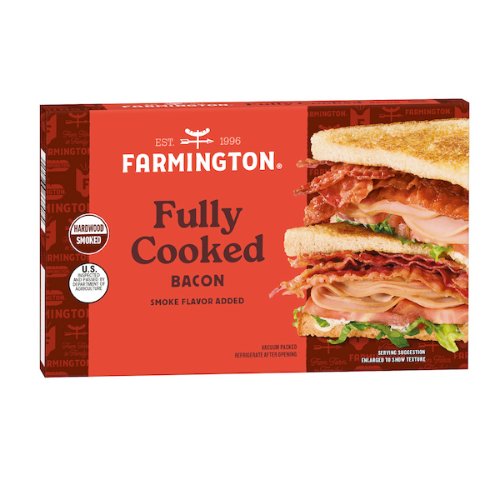 EST. 1996
FARMINGTON®
Fully
Cooked
BACON
SMOKE FLAVOR ADDED
HARDWOOD
SMOKED
U.S.
INSPECTED
AND PASSED BY
DEPARTMENT OF
AGRICULTURE
VACUUM PACKED
REFRIGERATE AFTER OPENING
SERVING SUGGESTION
ENLARGED TO SHOW TEXTURE
FARMINGTON